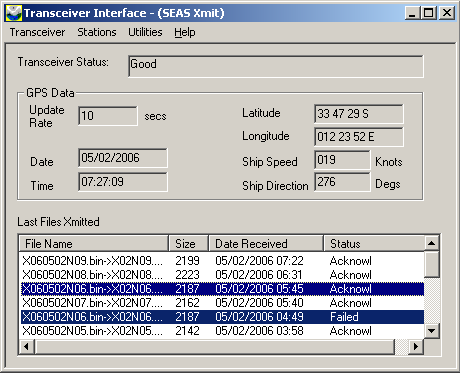 Transceiver Interface - (SEAS Xmit)
Transceiver Stations Utilities Help
Transceiver Status: Good
GPS Data
Update Rate 10 secs
Latitude 33 47 29 S
Longitude 012 23 52 E
Date 05/02/2006
Ship Speed 019 Knots
Time 07:27:09
Ship Direction 276 Degs
Last Files Xmitted
File Name Size Date Received Status
X060502N09.bin->X02N09.... 2199 05/02/2006 07:22 Acknowl
X060502N08.bin->X02N08.... 2223 05/02/2006 06:31 Acknowl
X060502N06.bin->X02N06.... 2187 05/02/2006 05:45 Acknowl
X060502N07.bin->X02N07.... 2162 05/02/2006 05:40 Acknowl
X060502N06.bin->X02N06.... 2187 05/02/2006 04:49 Failed
X060502N05.bin->X02N05.... 2142 05/02/2006 03:58 Acknowl